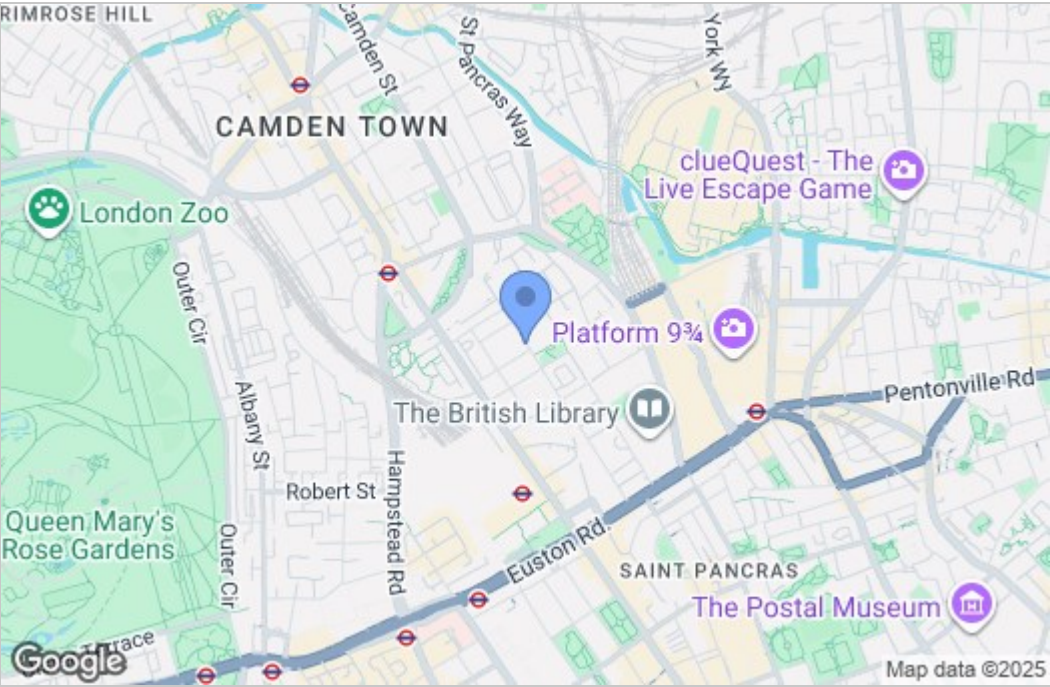 RIMROSE HILL
Camden St
St Pancras Way
York Wy
CAMDEN TOWN
clueQuest - The
Live Escape Game
London Zoo
Outer Cir
Platform 9¾
Albany St
Pentonville Rd
The British Library
Hampstead Rd
Robert St
Queen Mary's
Rose Gardens
Outer Cir
Euston Rd.
SAINT PANCRAS
The Postal Museum
Google
Map data ©2025